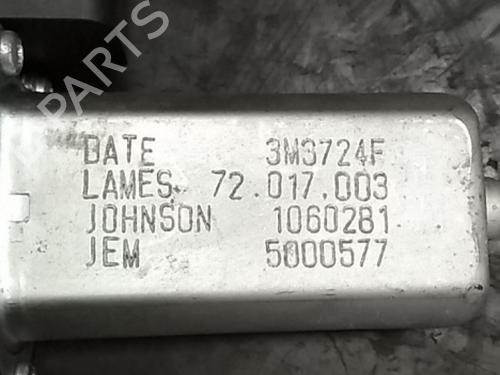 PARTS
DATE 3M3724F
LAMES 72.017.003
JOHNSON 1060281
JEM 5000577